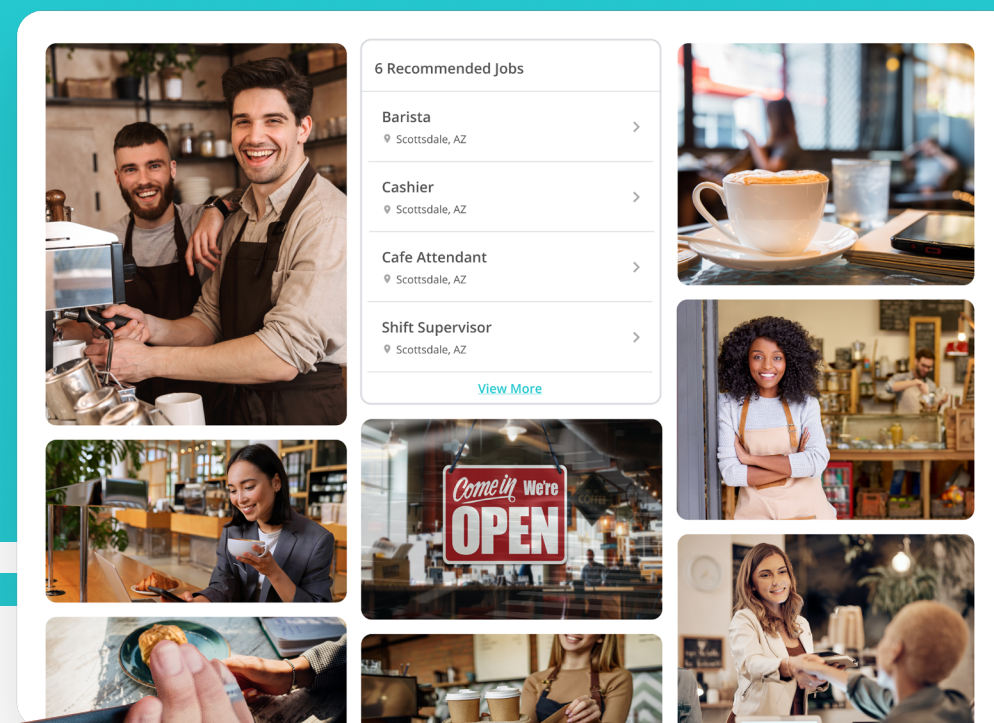 6 Recommended Jobs
Barista
Scottsdale, AZ
Cashier
Scottsdale, AZ
Cafe Attendant
Scottsdale, AZ
Shift Supervisor
Scottsdale, AZ
View More
Come in We're
OPEN
COFFEE